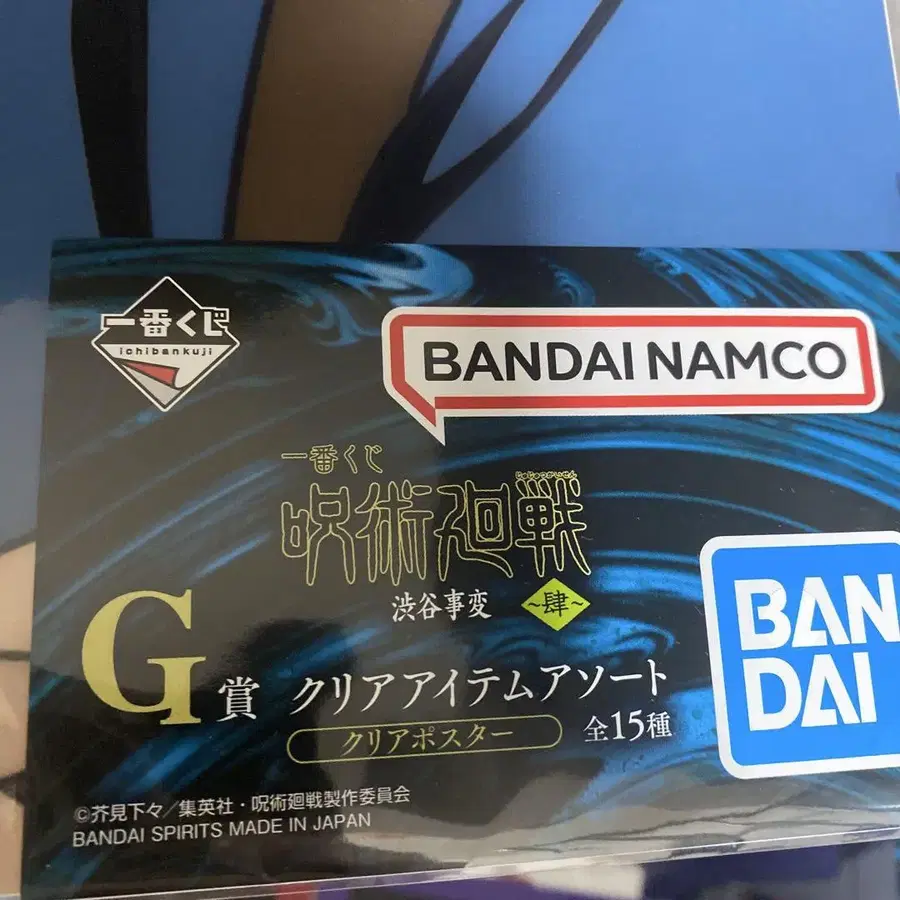 一番くじ
ichibankuji
BANDAI NAMCO
一番くじ
じゅじゅつかいせん
呪術廻戦
渋谷事変 ～肆～
G賞 クリアアイテムアソート
クリアポスター 全15種
BAN
DAI
©芥見下々／集英社・呪術廻戦製作委員会
BANDAI SPIRITS MADE IN JAPAN